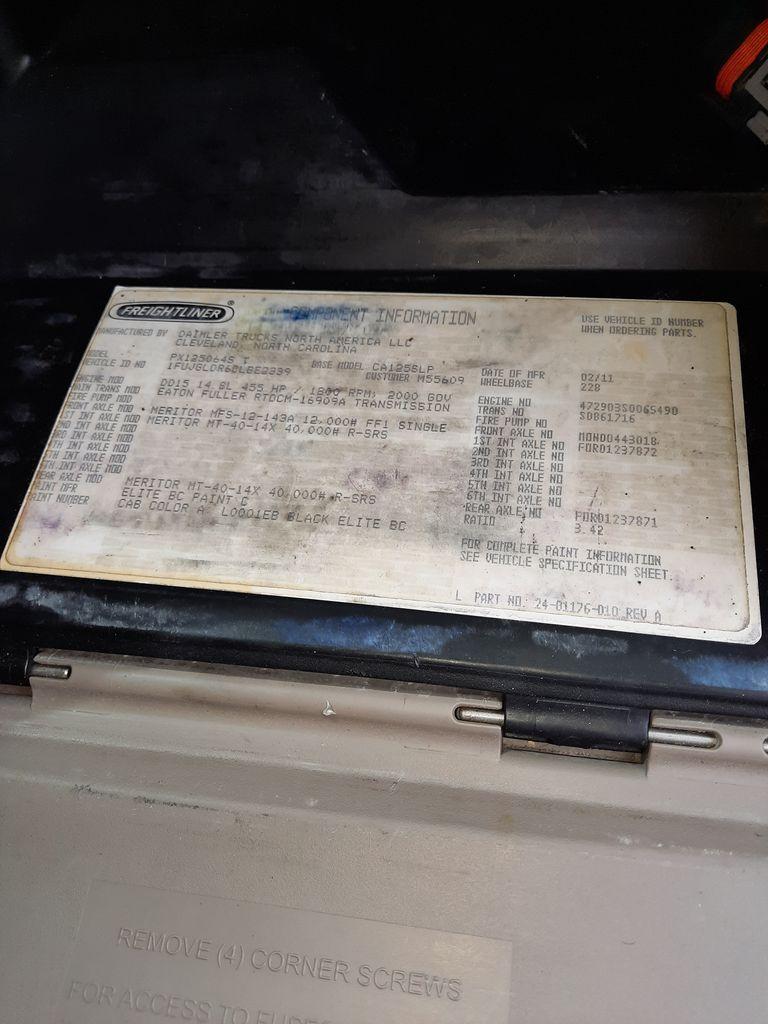 FREIGHTLINER®
COMPONENT INFORMATION
USE VEHICLE ID NUMBER
WHEN ORDERING PARTS.
MANUFACTURED BY DAIMLER TRUCKS NORTH AMERICA LLC
CLEVELAND, NORTH CAROLINA
MODEL PX125064S T BASE MODEL CA125SLP DATE OF MFR 02/11
VEHICLE ID NO CUSTOMER M55609 WHEELBASE 228
ENGINE MOD DD15 14.8L 455 HP / 1800 RPM; 2000 GOV ENGINE NO 472903S0065490
MAIN TRANS MOD EATON FULLER RTOCM-16909A TRANSMISSION TRANS NO S0861716
FIRE PUMP MOD FIRE PUMP NO
FRONT AXLE MOD MERITOR MFS-12-143A 12,000# FF1 SINGLE FRONT AXLE NO MON00443018
1ST INT AXLE MOD MERITOR MT-40-14X 40,000# R-SRS 1ST INT AXLE NO FOR01237872
2ND INT AXLE MOD 2ND INT AXLE NO
3RD INT AXLE MOD 3RD INT AXLE NO
4TH INT AXLE MOD 4TH INT AXLE NO
5TH INT AXLE MOD 5TH INT AXLE NO
6TH INT AXLE MOD 6TH INT AXLE NO
REAR AXLE MOD MERITOR MT-40-14X 40,000# R-SRS REAR AXLE NO FOR01237871
PAINT MFR ELITE BC PAINT C RATIO 3.42
PAINT NUMBER CAB COLOR A L0001EB BLACK ELITE BC
FOR COMPLETE PAINT INFORMATION
SEE VEHICLE SPECIFICATION SHEET.
L PART NO. 24-01176-010 REV A
REMOVE (4) CORNER SCREWS
FOR ACCESS TO